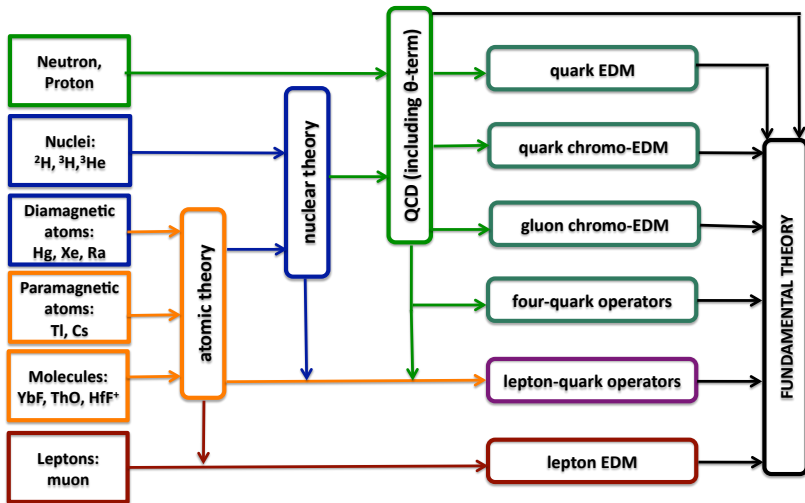 Neutron,
Proton
Nuclei:
²H, ³H,³He
Diamagnetic
atoms:
Hg, Xe, Ra
Paramagnetic
atoms:
Tl, Cs
Molecules:
YbF, ThO, HfF⁺
Leptons:
muon
atomic theory
nuclear theory
QCD (including θ-term)
quark EDM
quark chromo-EDM
gluon chromo-EDM
four-quark operators
lepton-quark operators
lepton EDM
FUNDAMENTAL THEORY